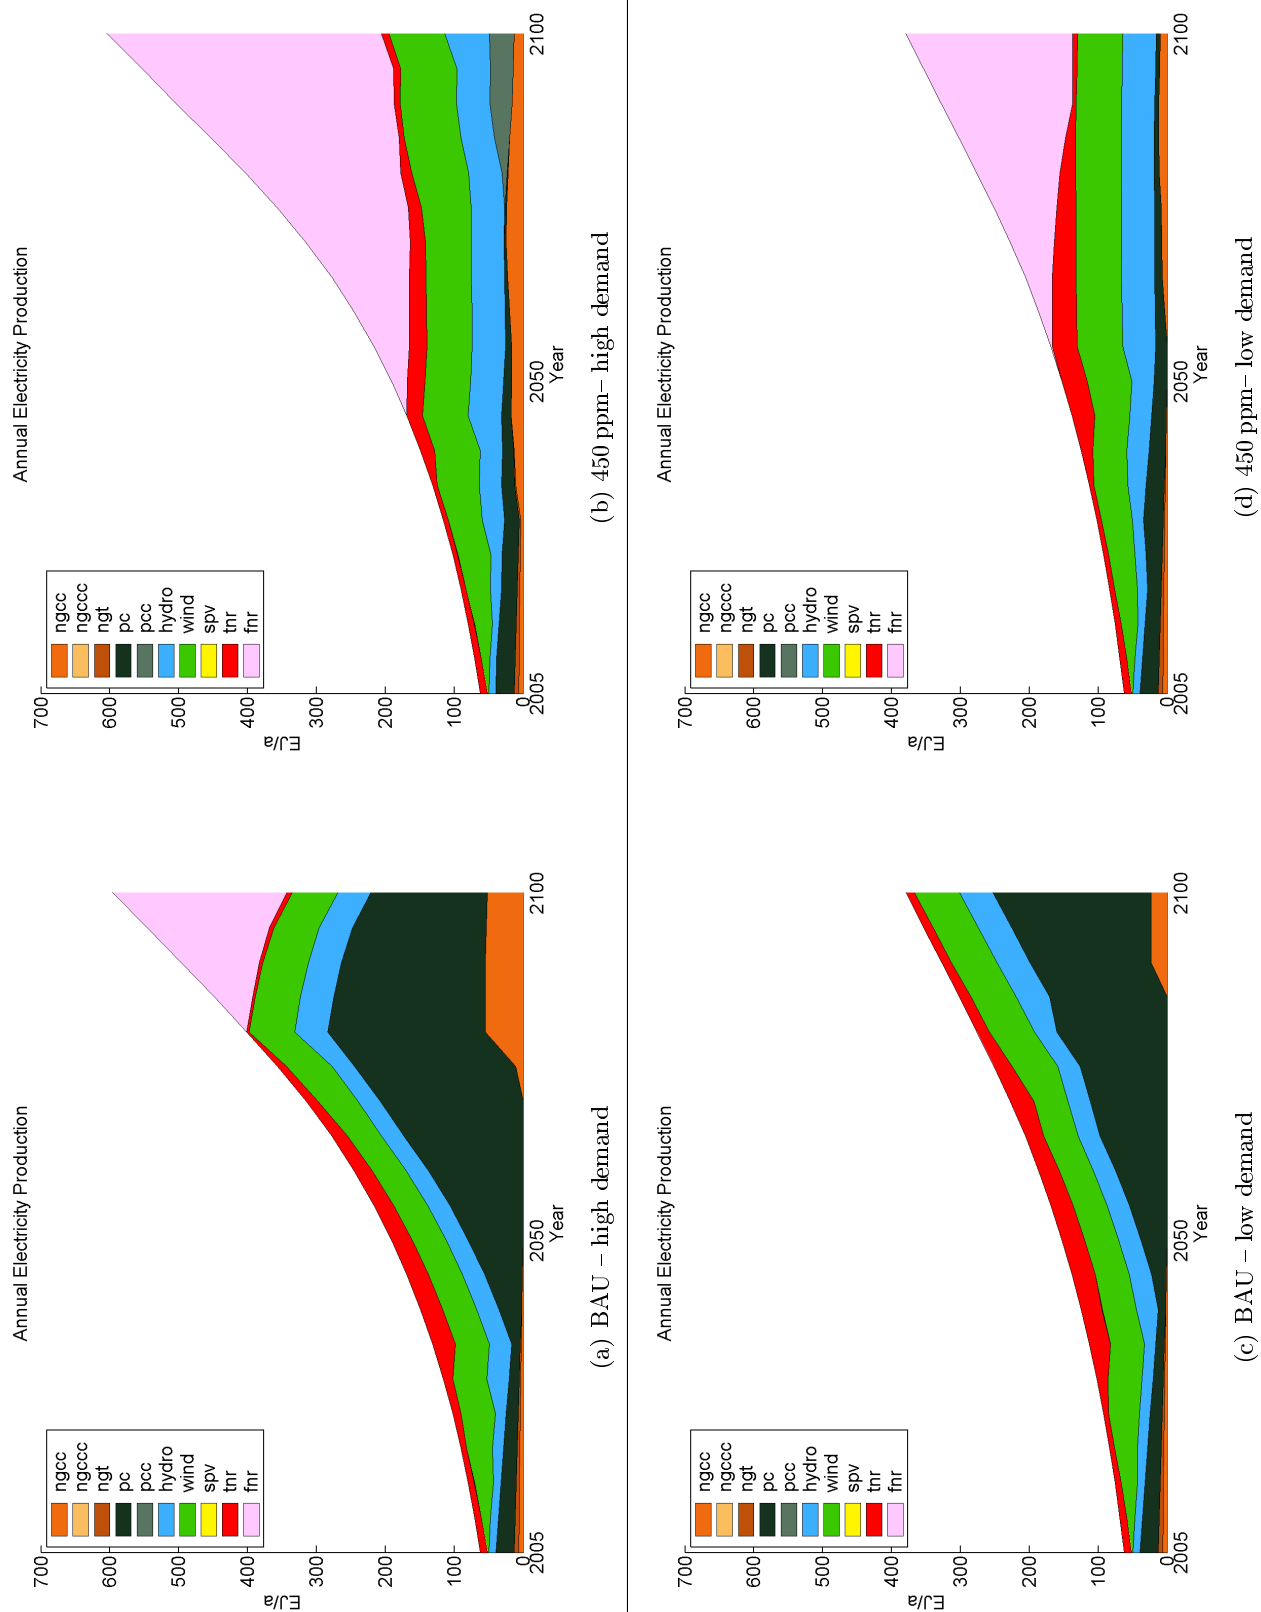 Annual Electricity Production
700
600
500
400
300
200
100
0
EJ/a
2005
2050
2100
Year
ngcc
ngccc
ngt
pc
pcc
hydro
wind
spv
tnr
fnr
(a) BAU – high demand
Annual Electricity Production
700
600
500
400
300
200
100
0
EJ/a
2005
2050
2100
Year
ngcc
ngccc
ngt
pc
pcc
hydro
wind
spv
tnr
fnr
(b) 450 ppm– high demand
Annual Electricity Production
700
600
500
400
300
200
100
0
EJ/a
2005
2050
2100
Year
ngcc
ngccc
ngt
pc
pcc
hydro
wind
spv
tnr
fnr
(c) BAU – low demand
Annual Electricity Production
700
600
500
400
300
200
100
0
EJ/a
2005
2050
2100
Year
ngcc
ngccc
ngt
pc
pcc
hydro
wind
spv
tnr
fnr
(d) 450 ppm– low demand